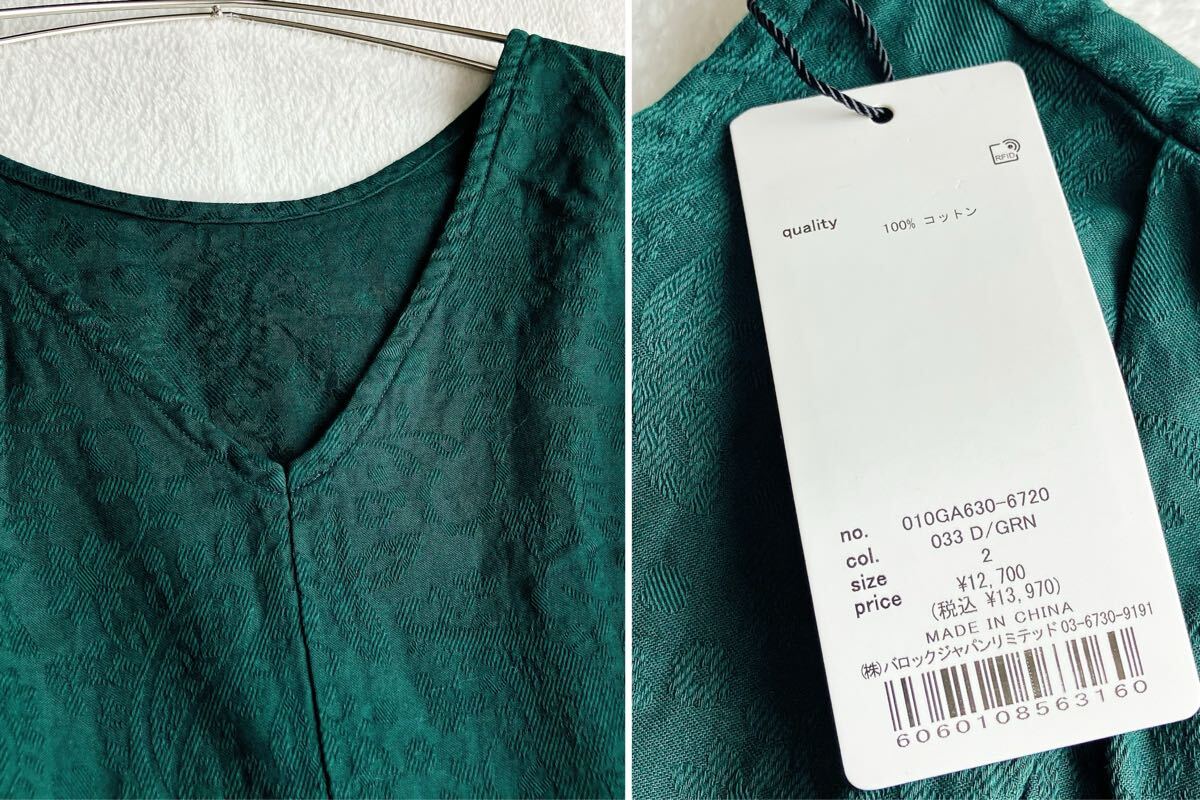 RFID
quality 100% コットン
no. 010GA630-6720
col. 033 D/GRN
size 2
price ¥12,700
(税込 ¥13,970)
MADE IN CHINA
(株)バロックジャパンリミテッド03-6730-9191
6060108563160